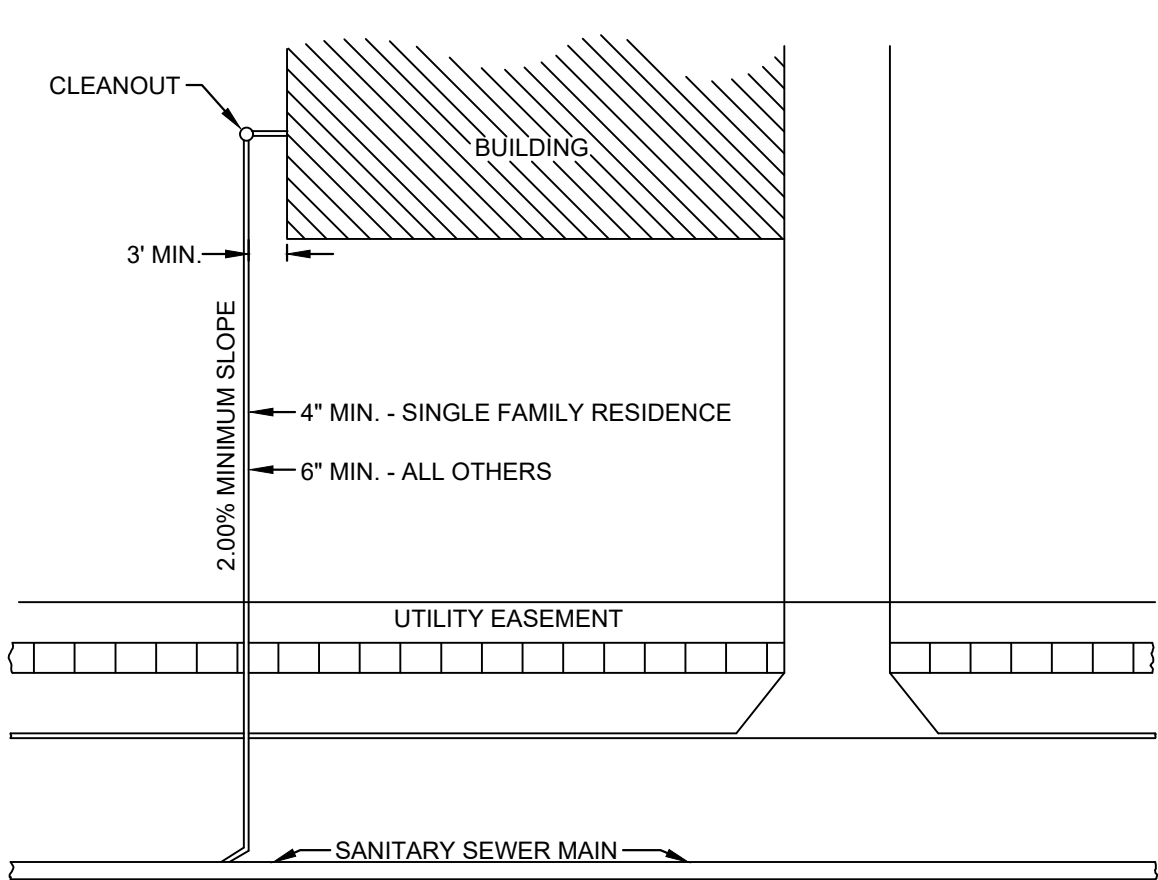 CLEANOUT
BUILDING
3' MIN.
2.00% MINIMUM SLOPE
4" MIN. - SINGLE FAMILY RESIDENCE
6" MIN. - ALL OTHERS
UTILITY EASEMENT
SANITARY SEWER MAIN